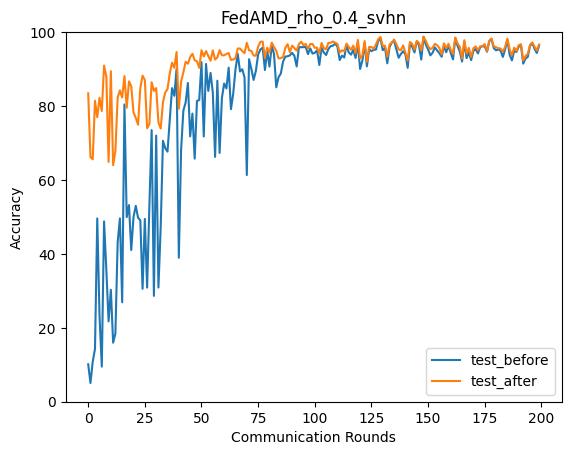 FedAMD_rho_0.4_svhn
100
80
60
40
20
0
Accuracy
0 25 50 75 100 125 150 175 200
Communication Rounds
test_before
test_after